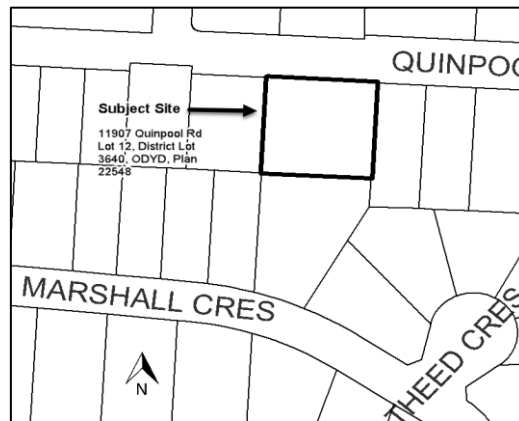 QUINPOO
Subject Site
11907 Quinpool Rd
Lot 12, District Lot
3640, ODYD, Plan
22548
MARSHALL CRES
THEED CRES
N